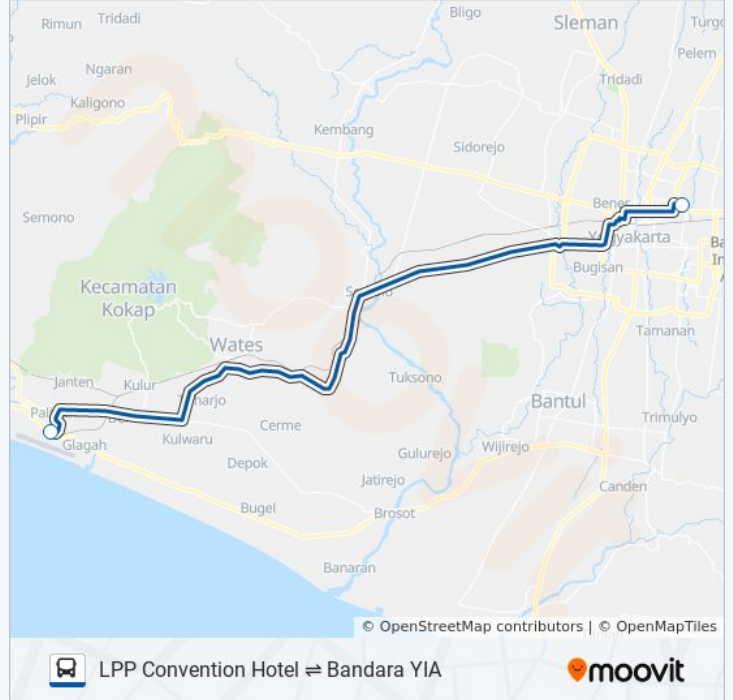 Bligo
Rimun
Tridadi
Sleman
Turgo
Pelem
Ngaran
Jelok
Kaligono
Tridadi
Plipir
Kembang
Sidorejo
Semono
Bener
Yogyakarta
Bugisan
Kecamatan
Kokap
Tamanan
Wates
Janten
Kulur
Tuksono
Bantul
Trimulyo
Glagah
Kulwaru
Cerme
Depok
Gulurejo
Wijirejo
Jatirejo
Canden
Bugel
Brosot
Banaran
© OpenStreetMap contributors | © OpenMapTiles
LPP Convention Hotel ⇌ Bandara YIA
moovit